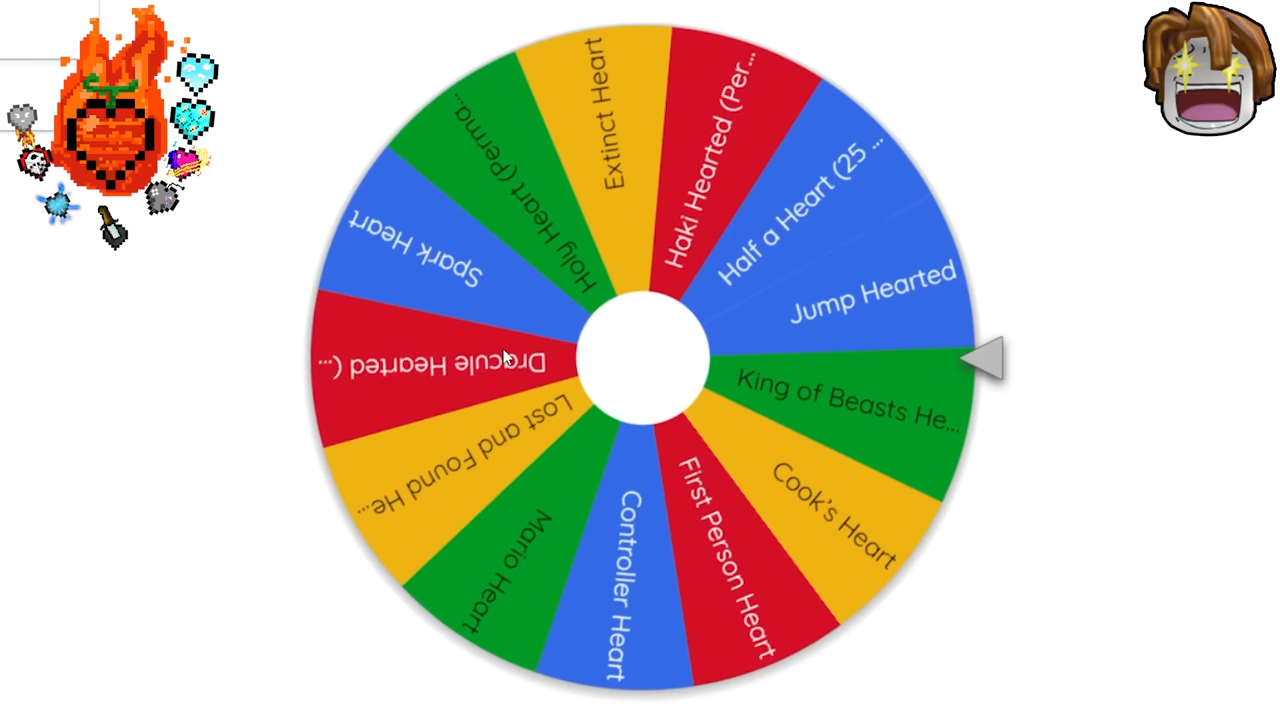 Extinct Heart
Haki Hearted (Per...
Half a Heart (25 ...
Jump Hearted
King of Beasts He...
Cook's Heart
First Person Heart
Controller Heart
Mario Heart
Lost and Found He...
Dracule Hearted (...
Spark Heart
Holy Heart (Perma...